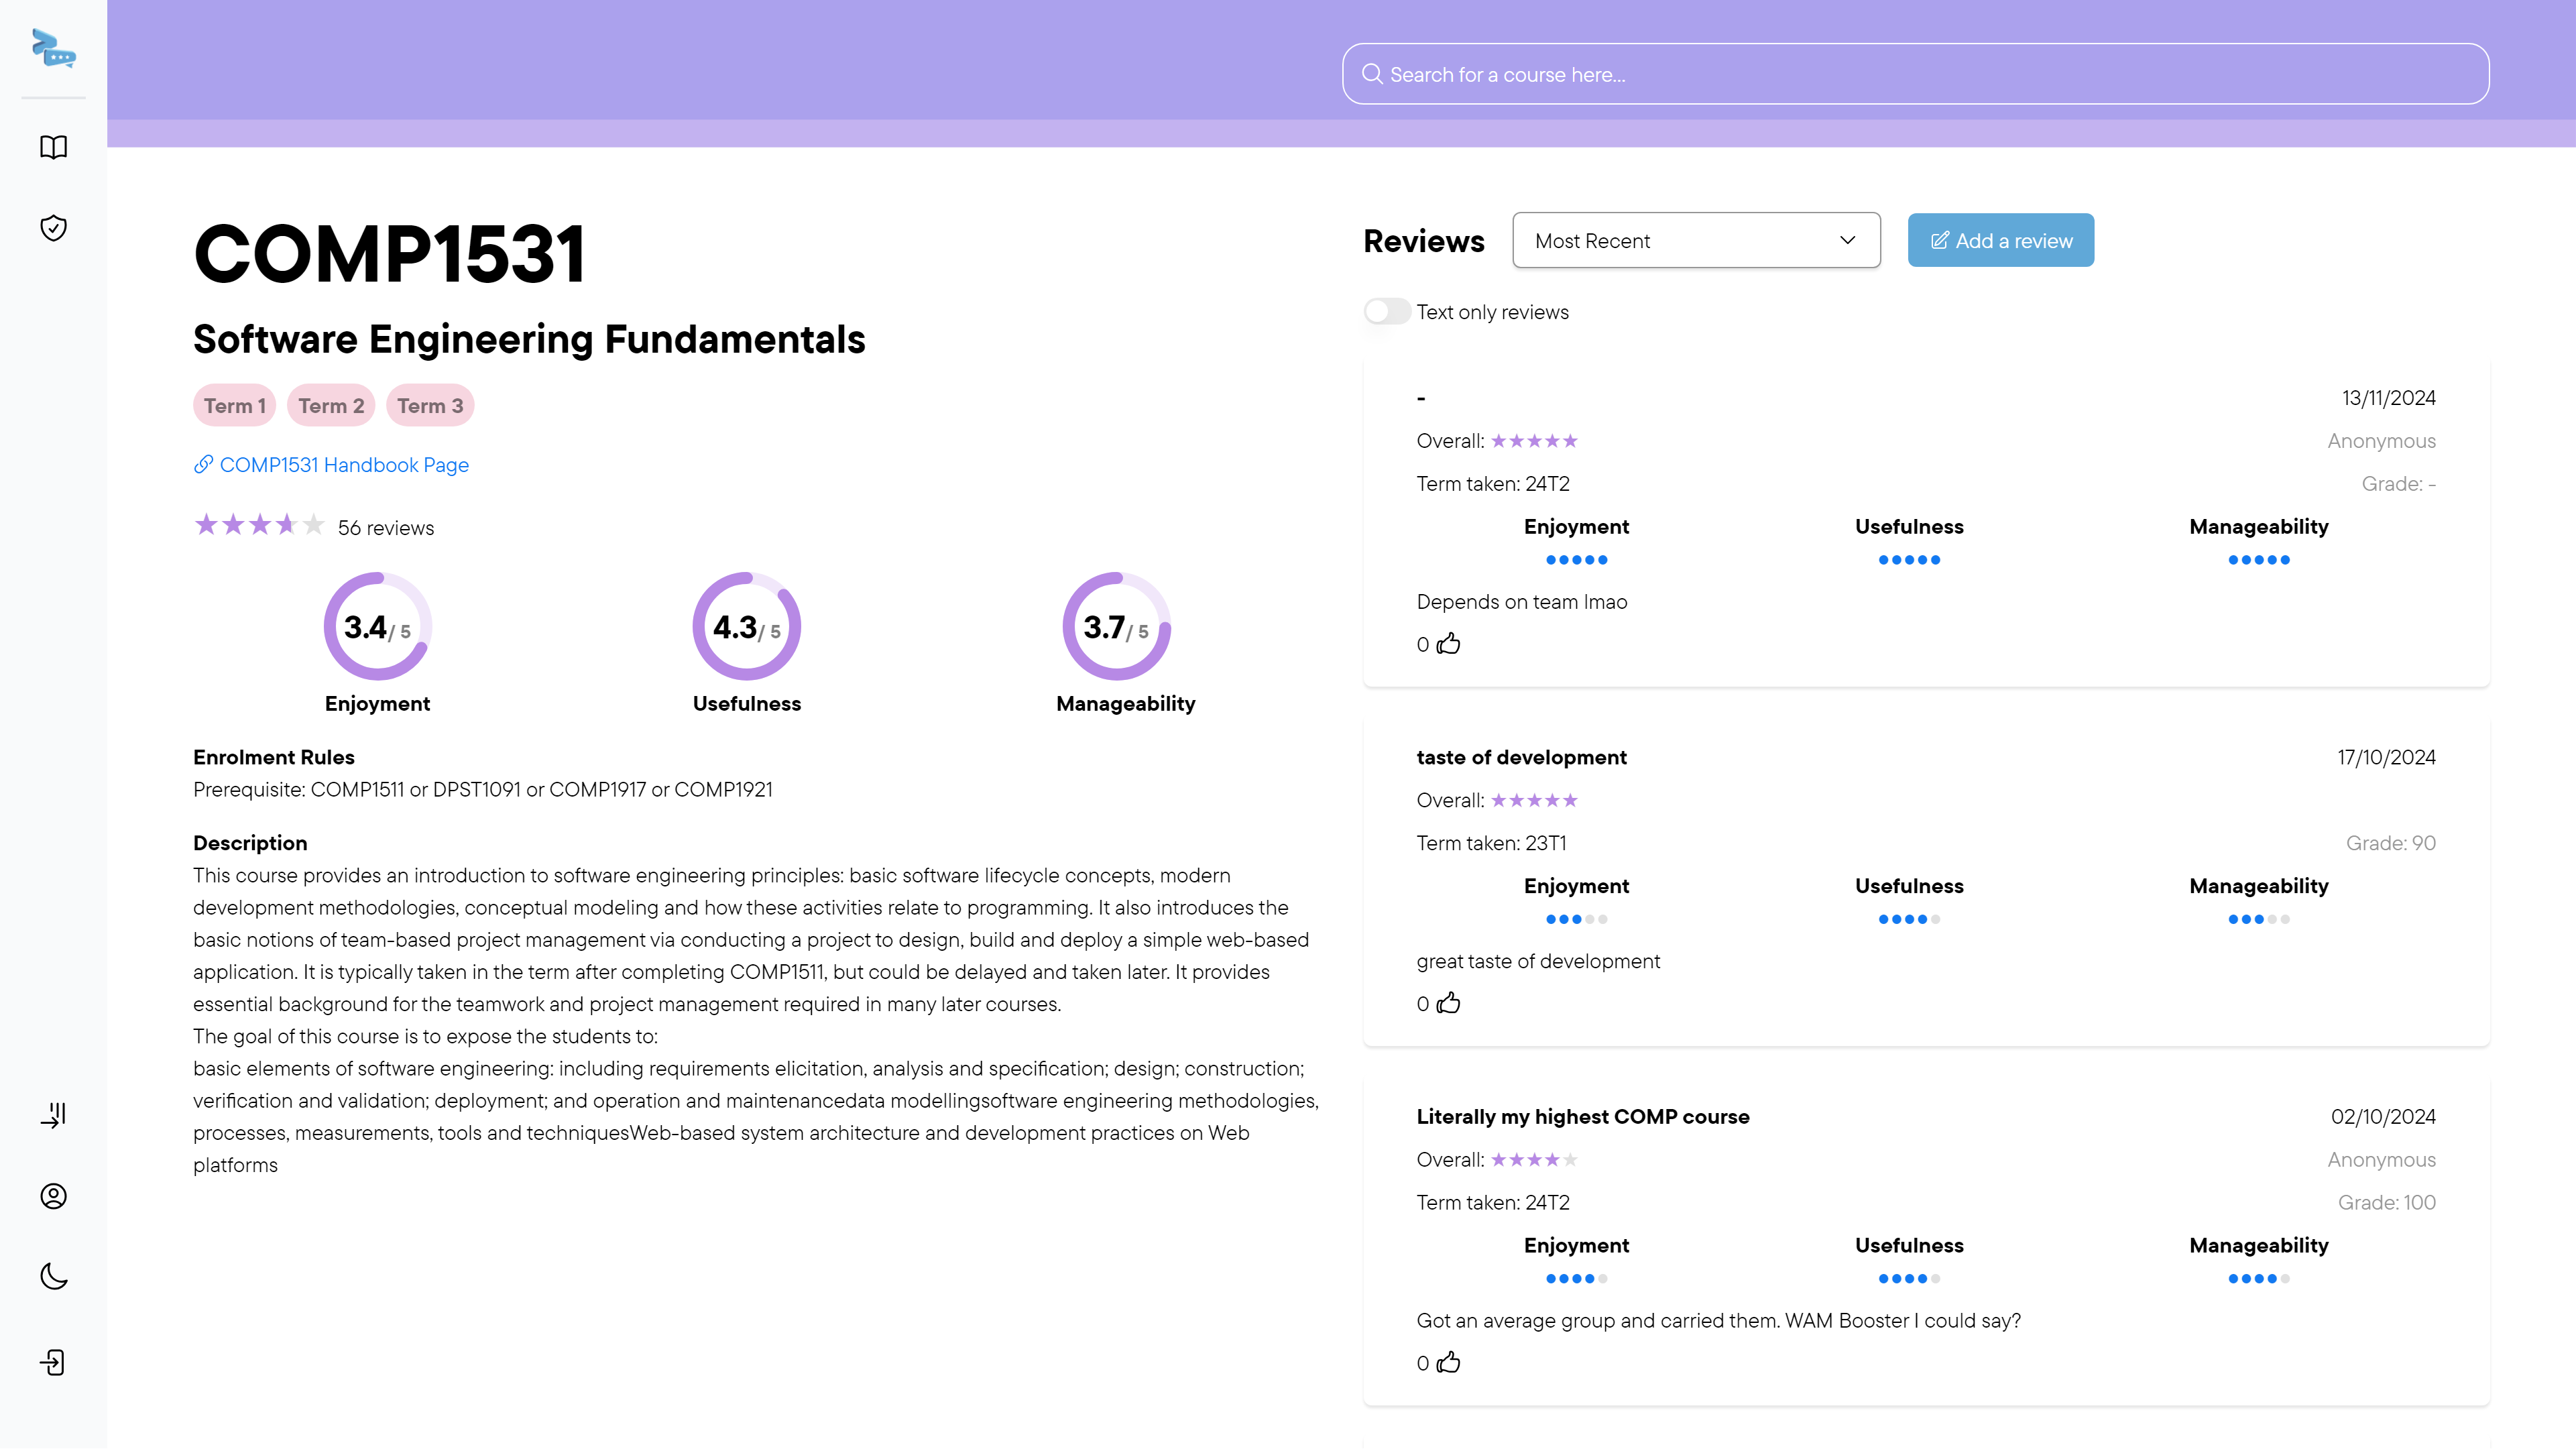 Search for a course here...
COMP1531
Software Engineering Fundamentals
Term 1 Term 2 Term 3
COMP1531 Handbook Page
56 reviews
3.4/ 5 4.3/ 5 3.7/ 5
Enjoyment Usefulness Manageability
Enrolment Rules
Prerequisite: COMP1511 or DPST1091 or COMP1917 or COMP1921
Description
This course provides an introduction to software engineering principles: basic software lifecycle concepts, modern
development methodologies, conceptual modeling and how these activities relate to programming. It also introduces the
basic notions of team-based project management via conducting a project to design, build and deploy a simple web-based
application. It is typically taken in the term after completing COMP1511, but could be delayed and taken later. It provides
essential background for the teamwork and project management required in many later courses.
The goal of this course is to expose the students to:
basic elements of software engineering: including requirements elicitation, analysis and specification; design; construction;
verification and validation; deployment; and operation and maintenancedata modellingsoftware engineering methodologies,
processes, measurements, tools and techniquesWeb-based system architecture and development practices on Web
platforms
Reviews Most Recent Add a review
Text only reviews
- 13/11/2024
Overall: ★★★★★ Anonymous
Term taken: 24T2 Grade: -
Enjoyment Usefulness Manageability
Depends on team lmao
0
taste of development 17/10/2024
Overall: ★★★★★
Term taken: 23T1 Grade: 90
Enjoyment Usefulness Manageability
great taste of development
0
Literally my highest COMP course 02/10/2024
Overall: ★★★★★ Anonymous
Term taken: 24T2 Grade: 100
Enjoyment Usefulness Manageability
Got an average group and carried them. WAM Booster I could say?
0